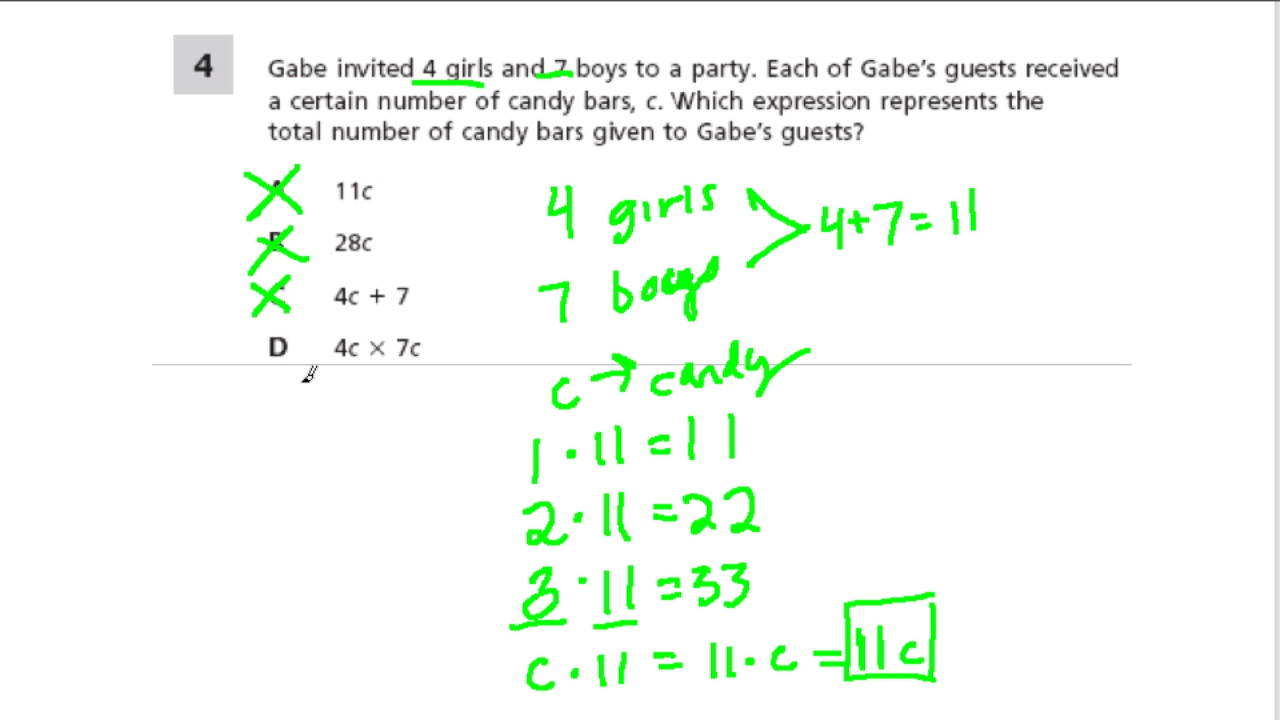 4
Gabe invited 4 girls and 7 boys to a party. Each of Gabe's guests received
a certain number of candy bars, c. Which expression represents the
total number of candy bars given to Gabe's guests?
11c
28c
4c + 7
D 4c × 7c
4 girls
7 boys
4+7=11
c → candy
1 · 11 = 11
2 · 11 = 22
3 · 11 = 33
c · 11 = 11 · c = 11c